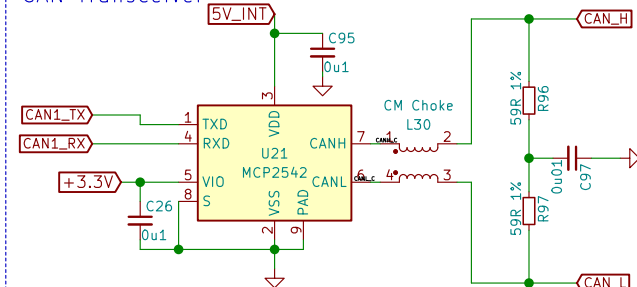 CAN Transceiver
5V_INT
CAN_H
C95
0u1
3
VDD
CM Choke
L30
59R 1%
R96
CAN1_TX
1
TXD
CANH
7
CANH_C
1
2
CAN1_RX
4
RXD
U21
MCP2542
0u01
C97
+3.3V
5
VIO
CANL
6
CANL_C
4
3
8
S
VSS
PAD
C26
0u1
2
9
59R 1%
R97
CAN_L